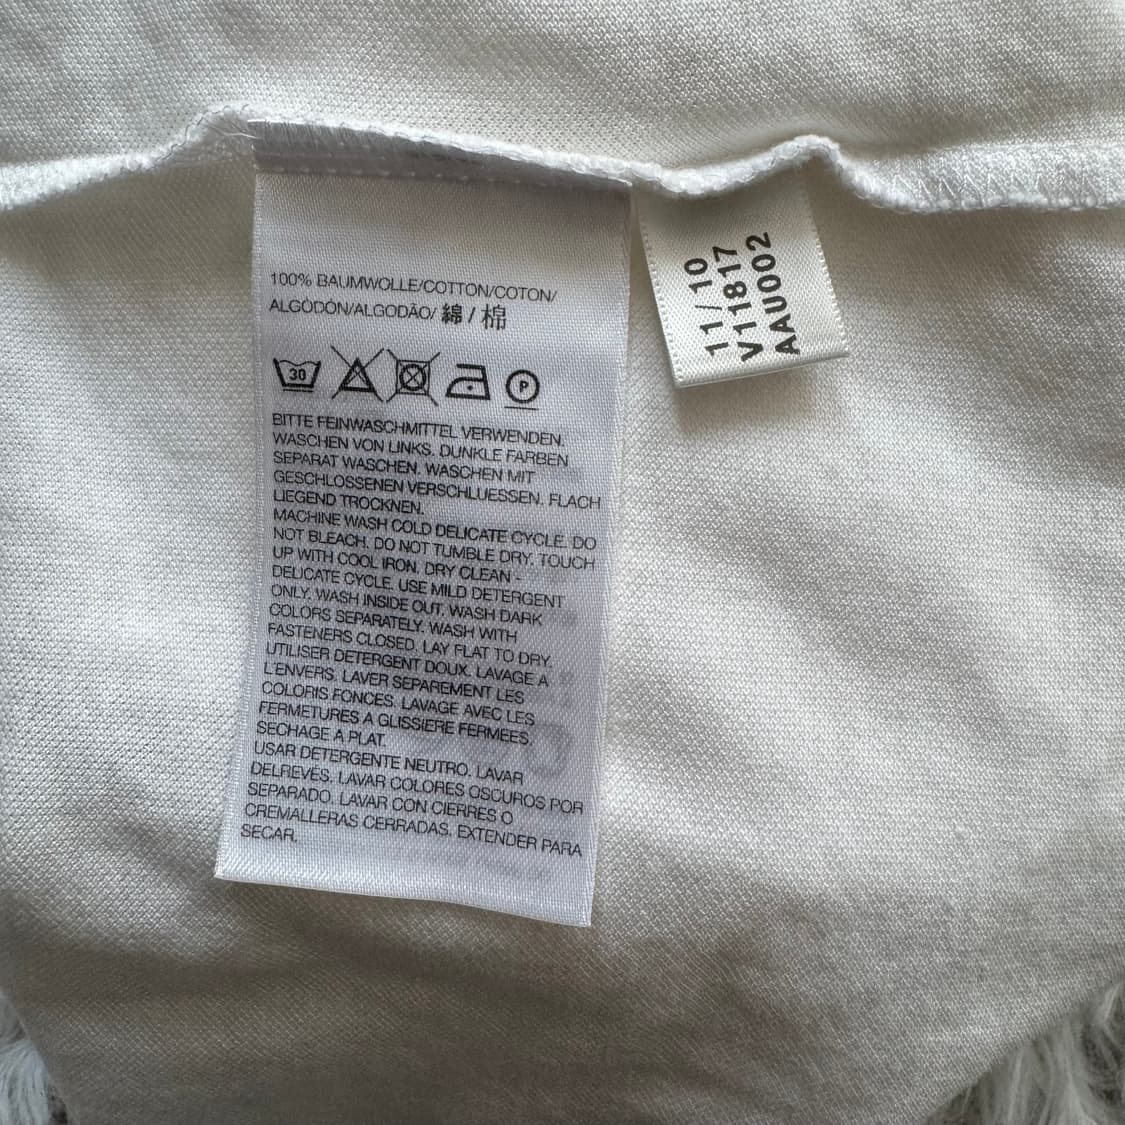 100% BAUMWOLLE/COTTON/COTON/
ALGODÓN/ALGODÃO/ 綿 / 棉
30
P
BITTE FEINWASCHMITTEL VERWENDEN.
WASCHEN VON LINKS. DUNKLE FARBEN
SEPARAT WASCHEN. WASCHEN MIT
GESCHLOSSENEN VERSCHLUESSEN. FLACH
LIEGEND TROCKNEN.
MACHINE WASH COLD DELICATE CYCLE. DO
NOT BLEACH. DO NOT TUMBLE DRY. TOUCH
UP WITH COOL IRON. DRY CLEAN -
DELICATE CYCLE. USE MILD DETERGENT
ONLY. WASH INSIDE OUT. WASH DARK
COLORS SEPARATELY. WASH WITH
FASTENERS CLOSED. LAY FLAT TO DRY.
UTILISER DETERGENT DOUX. LAVAGE A
L'ENVERS. LAVER SEPAREMENT LES
COLORIS FONCES. LAVAGE AVEC LES
FERMETURES A GLISSIERE FERMEES.
SECHAGE A PLAT.
USAR DETERGENTE NEUTRO. LAVAR
DELREVÉS. LAVAR COLORES OSCUROS POR
SEPARADO. LAVAR CON CIERRES O
CREMALLERAS CERRADAS. EXTENDER PARA
SECAR.
11/10
V11817
AAU002